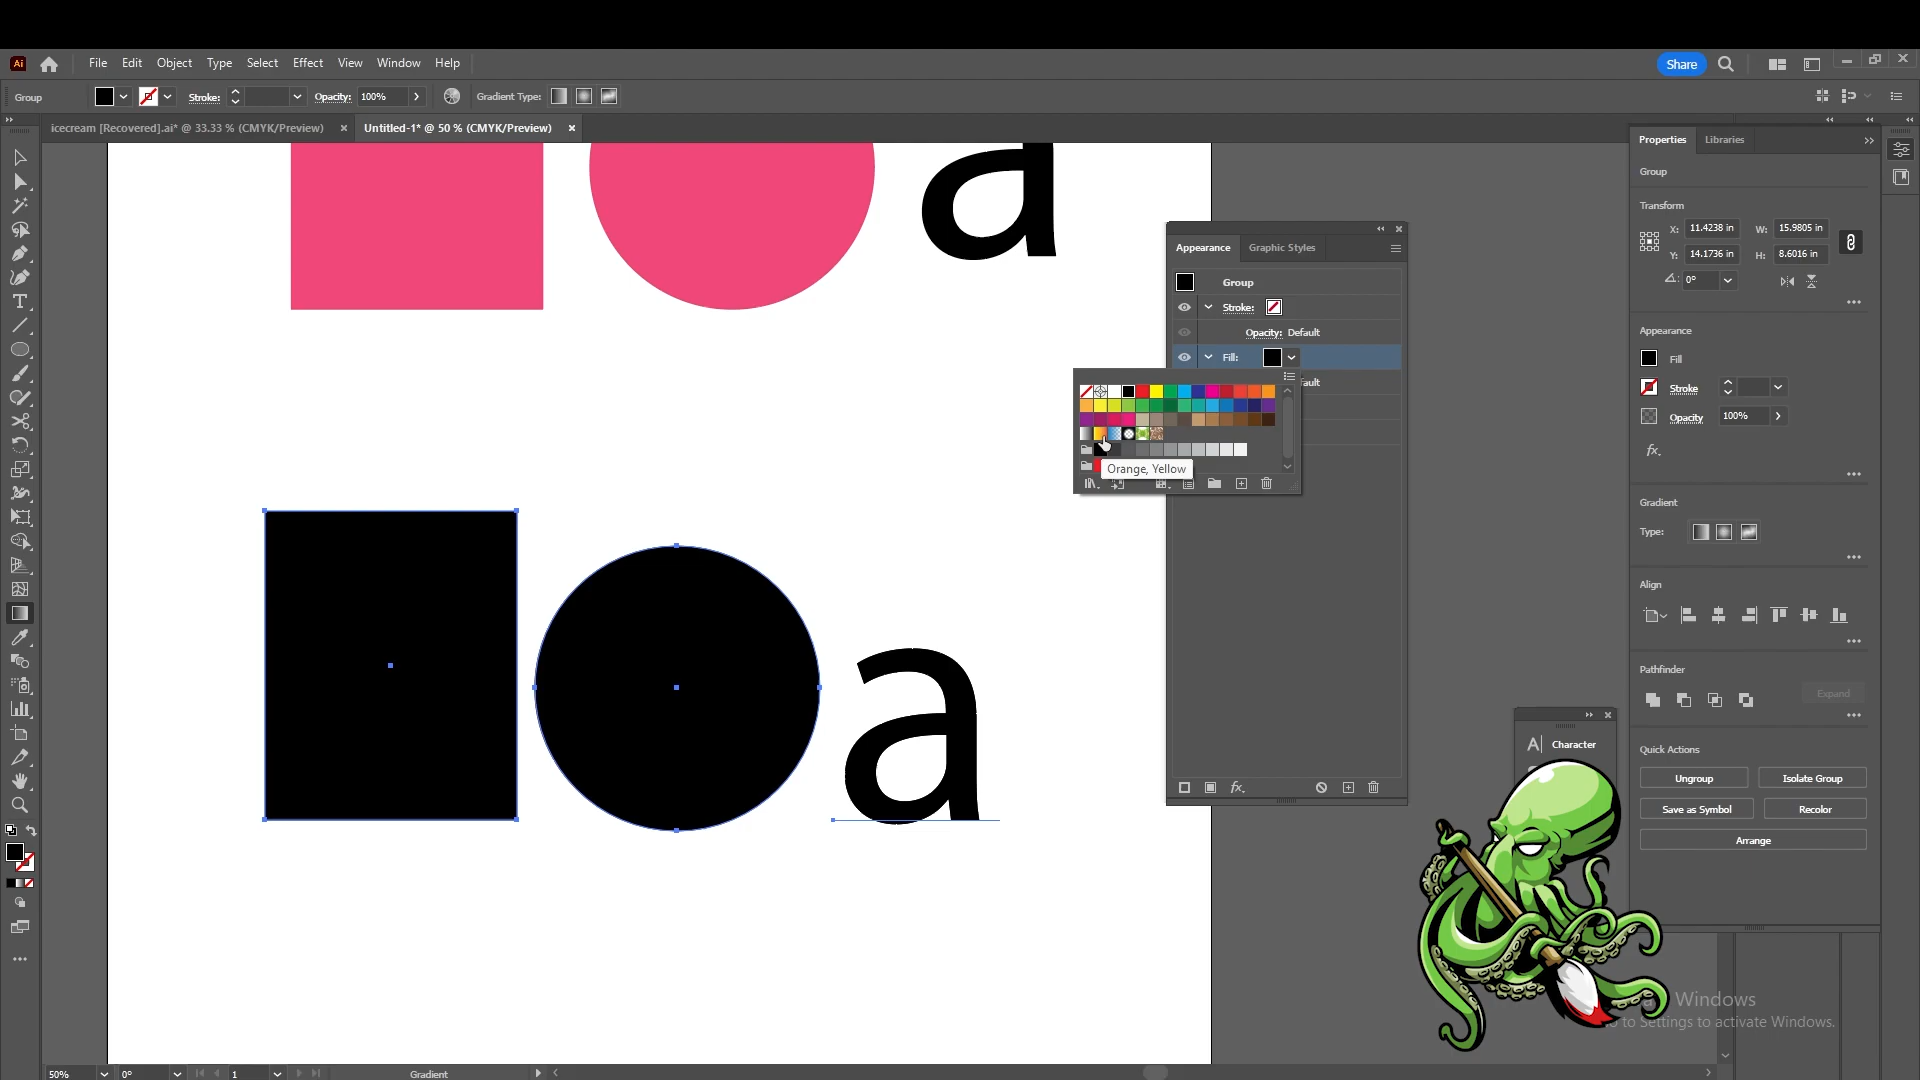 Ai File Edit Object Type Select Effect View Window Help Share
Group Stroke: Opacity: 100% Gradient Type:
icecream [Recovered].ai* @ 33.33 % (CMYK/Preview) × Untitled-1* @ 50 % (CMYK/Preview) ×
a
Properties Libraries
Group
Transform
X: 11.4238 in W: 15.9805 in
Y: 14.1736 in H: 8.6016 in
0°
Appearance
Fill
Stroke
Opacity 100%
fx.
Gradient
Type:
Align
Pathfinder
Expand
Quick Actions
Ungroup Isolate Group
Save as Symbol Recolor
Arrange
Appearance Graphic Styles
Group
Stroke:
Opacity: Default
Fill:
ault
Orange, Yellow
fx.
A Character
a
Windows
to Settings to activate Windows.
50% 0° 1 Gradient